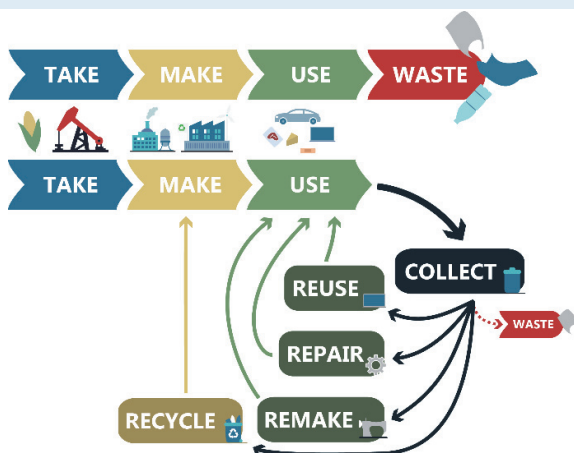 TAKE MAKE USE WASTE
TAKE MAKE USE
COLLECT
REUSE
WASTE
REPAIR
RECYCLE REMAKE